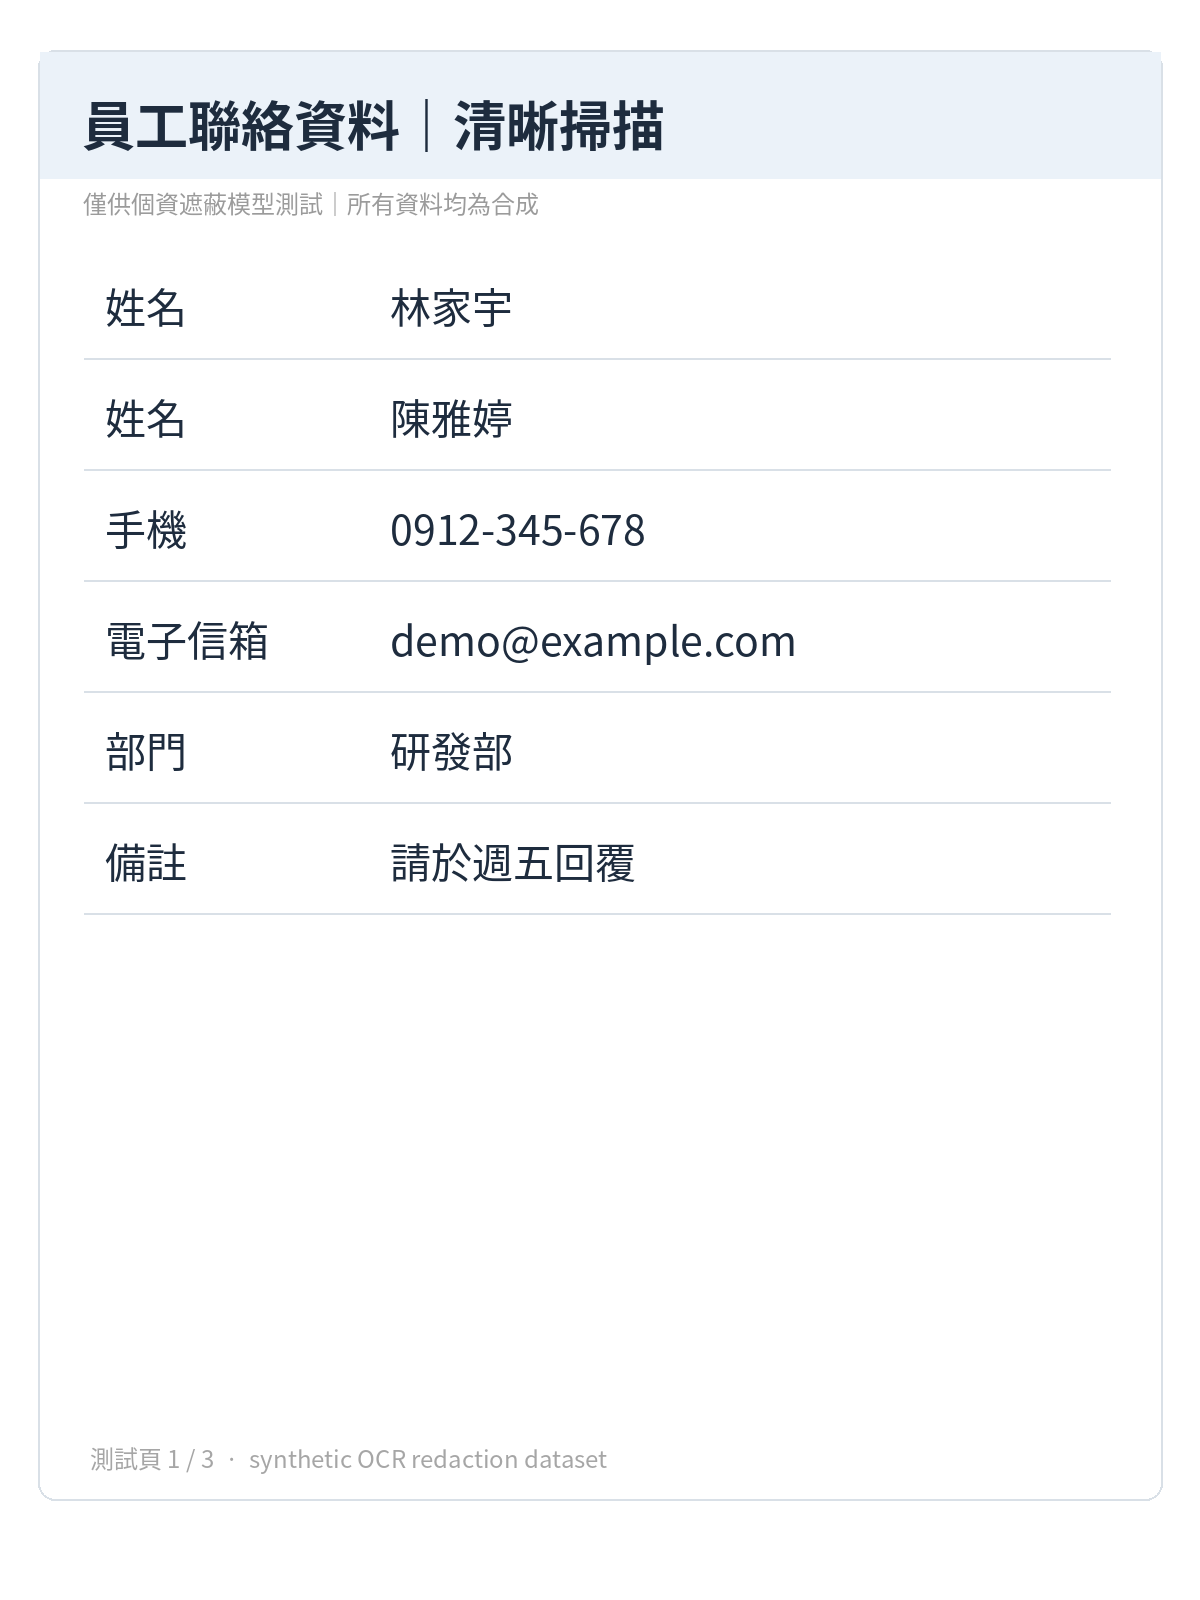 員工聯絡資料｜清晰掃描
僅供個資遮蔽模型測試｜所有資料均為合成
姓名 林家宇
姓名 陳雅婷
手機 0912-345-678
電子信箱 demo@example.com
部門 研發部
備註 請於週五回覆
測試頁 1 / 3 · synthetic OCR redaction dataset